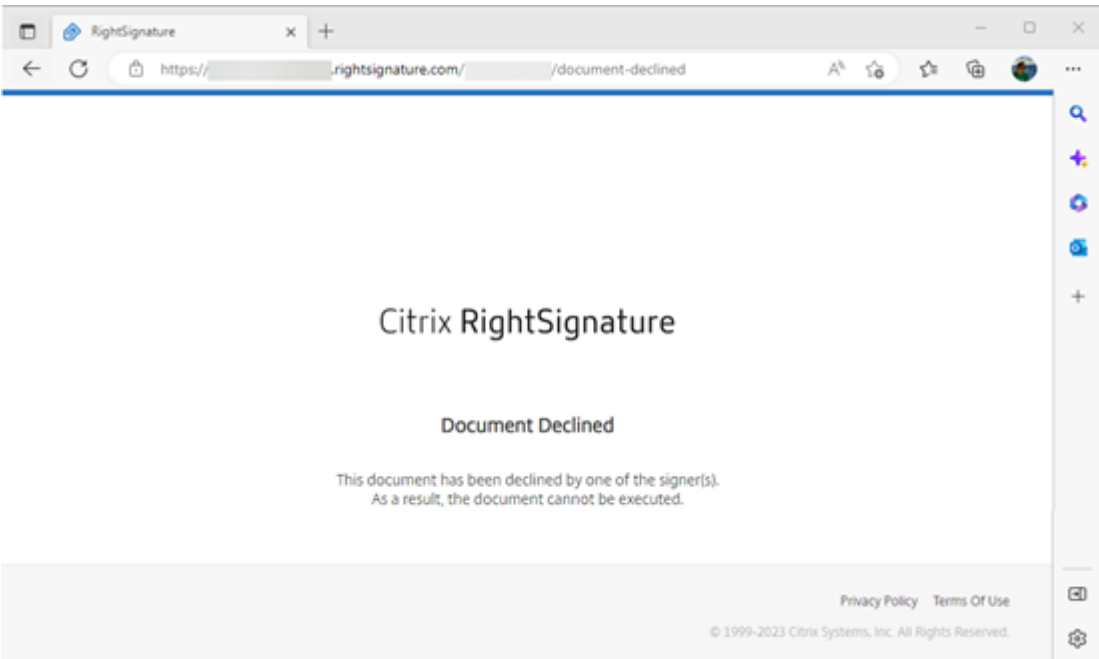 RightSignature
https:// .rightsignature.com/ /document-declined
Citrix RightSignature
Document Declined
This document has been declined by one of the signer(s).
As a result, the document cannot be executed.
Privacy Policy Terms Of Use
© 1999-2023 Citrix Systems, Inc. All Rights Reserved.